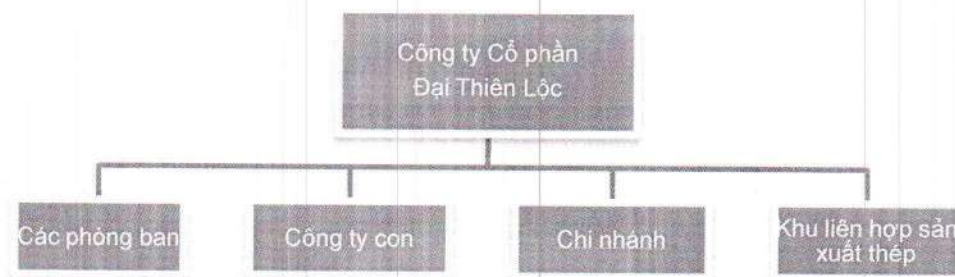 Công ty Cổ phần
Đại Thiên Lộc
Các phòng ban
Công ty con
Chi nhánh
Khu liên hợp sản
xuất thép